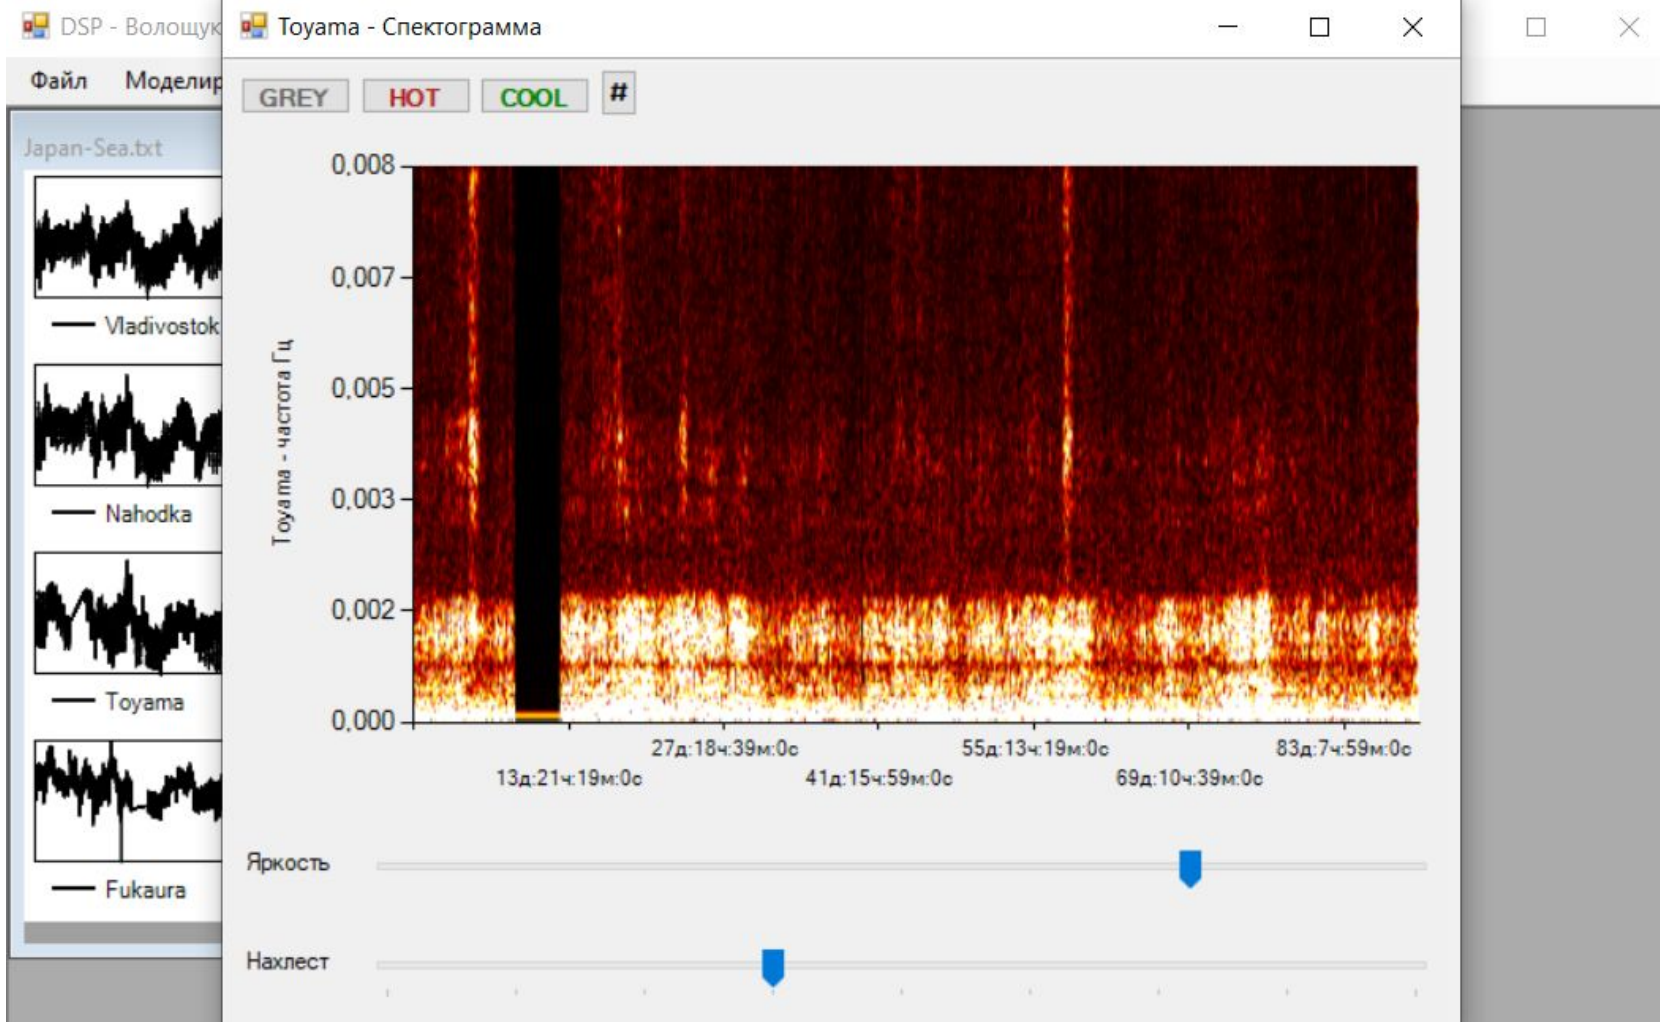 DSP - Волощук
Toyama - Спектограмма
Файл
Моделир
GREY
HOT
COOL
#
Japan-Sea.txt
Vladivostok
Nahodka
Toyama
Fukaura
Toyama - частота Гц
0,008
0,007
0,005
0,003
0,002
0,000
27д:18ч:39м:0с
55д:13ч:19м:0с
83д:7ч:59м:0с
13д:21ч:19м:0с
41д:15ч:59м:0с
69д:10ч:39м:0с
Яркость
Нахлест